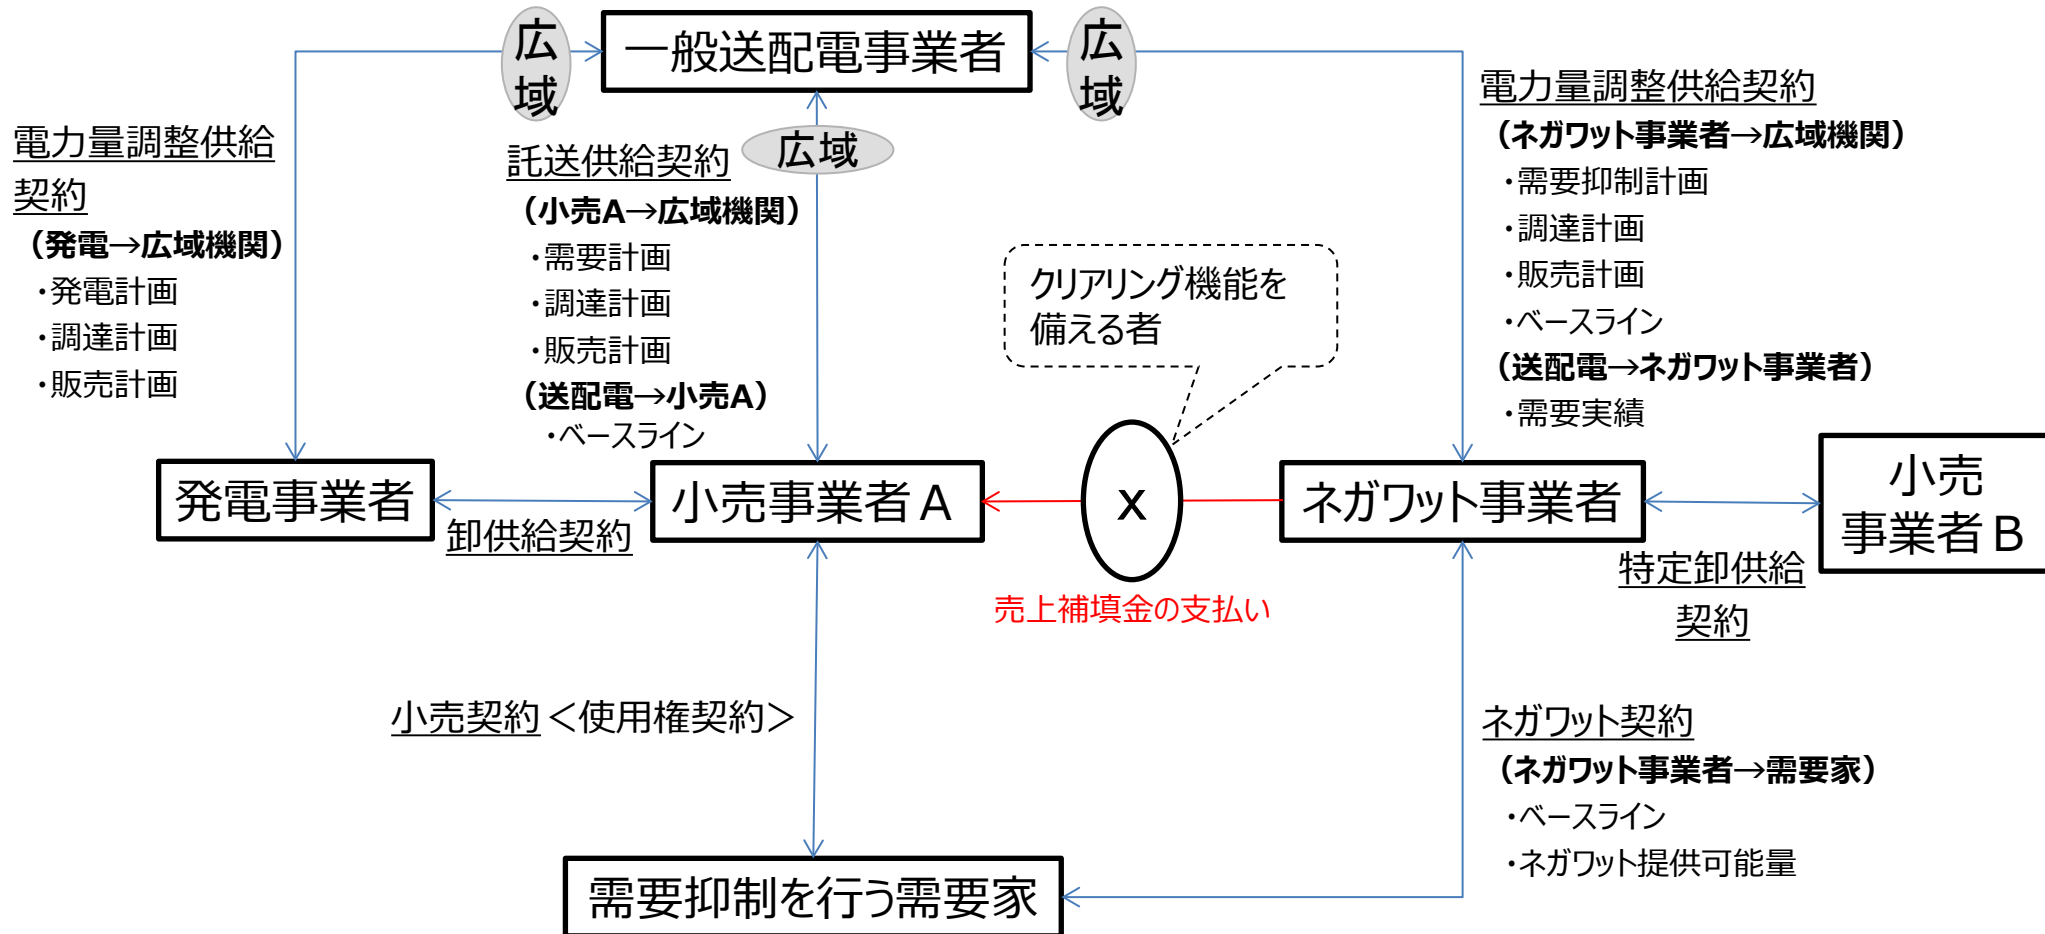 広
域
一般送配電事業者
広
域
電力量調整供給
契約
（発電→広域機関）
・発電計画
・調達計画
・販売計画
託送供給契約
広域
（小売A→広域機関）
・需要計画
・調達計画
・販売計画
（送配電→小売A）
・ベースライン
クリアリング機能を
備える者
電力量調整供給契約
（ネガワット事業者→広域機関）
・需要抑制計画
・調達計画
・販売計画
・ベースライン
（送配電→ネガワット事業者）
・需要実績
発電事業者
卸供給契約
小売事業者Ａ
X
売上補填金の支払い
ネガワット事業者
小売
事業者Ｂ
特定卸供給
契約
小売契約＜使用権契約＞
ネガワット契約
（ネガワット事業者→需要家）
・ベースライン
・ネガワット提供可能量
需要抑制を行う需要家